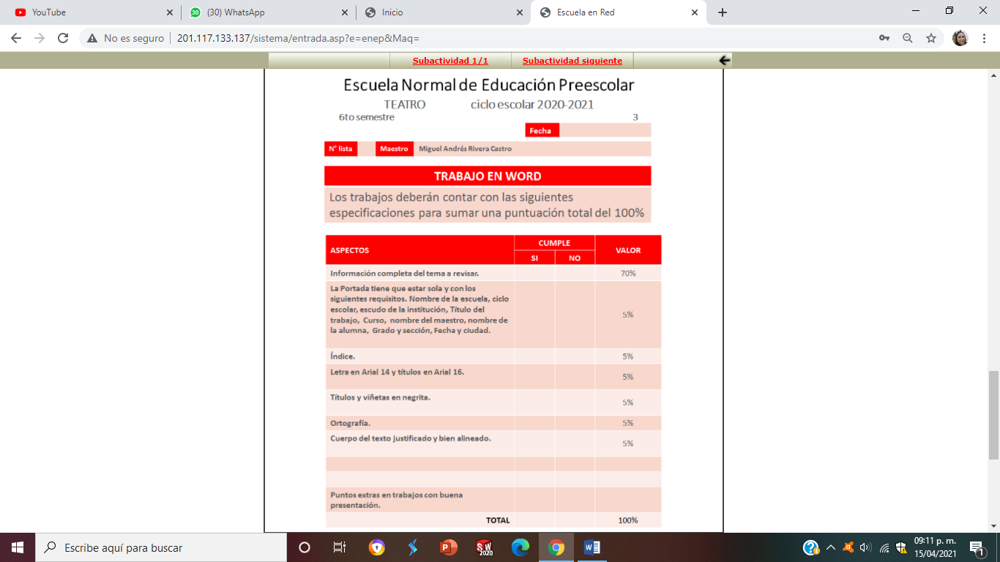 YouTube
30
(30) WhatsApp
Inicio
Escuela en Red
No es seguro
201.117.133.137/sistema/entrada.asp?e=enep&Maq=
Subactividad 1/1
Subactividad siguiente
Escuela Normal de Educación Preescolar
TEATRO ciclo escolar 2020-2021
6to semestre 3
Fecha
N° lista Maestro Miguel Andrés Rivera Castro
TRABAJO EN WORD
Los trabajos deberán contar con las siguientes
especificaciones para sumar una puntuación total del 100%
ASPECTOS CUMPLE VALOR
SI NO
Información completa del tema a revisar. 70%
La Portada tiene que estar sola y con los
siguientes requisitos. Nombre de la escuela, ciclo
escolar, escudo de la institución, Título del
trabajo, Curso, nombre del maestro, nombre de
la alumna, Grado y sección, Fecha y ciudad.
5%
Índice. 5%
Letra en Arial 14 y títulos en Arial 16. 5%
Títulos y viñetas en negrita. 5%
Ortografía. 5%
Cuerpo del texto justificado y bien alineado. 5%
Puntos extras en trabajos con buena
presentación.
TOTAL 100%
Escribe aquí para buscar
SW
2020
09:11 p. m.
15/04/2021
1